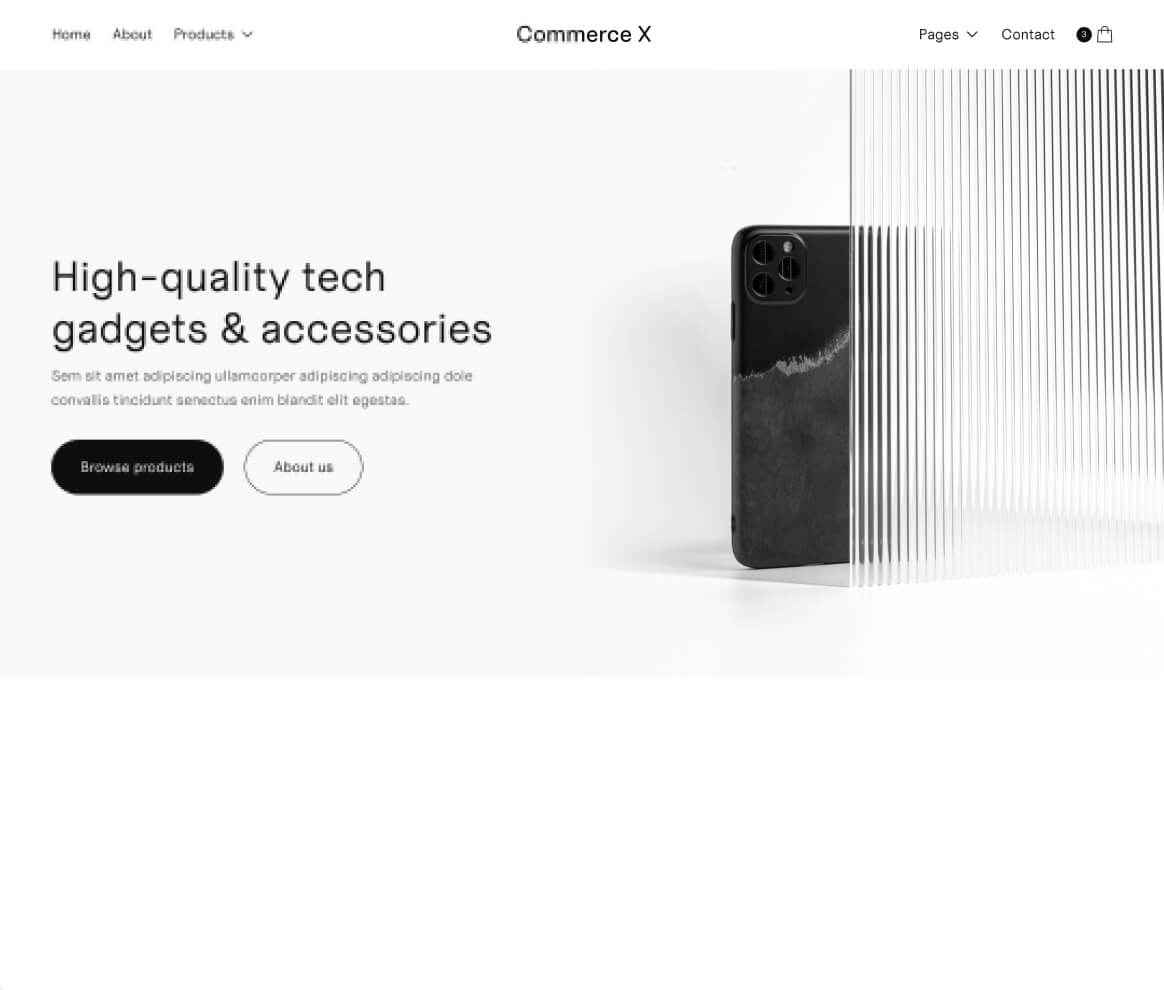 Home About Products Commerce X Pages Contact 3
High-quality tech
gadgets & accessories
Sem sit amet adipiscing ullamcorper adipiscing adipiscing dole
convallis tincidunt senectus enim blandit elit egestas.
Browse products About us